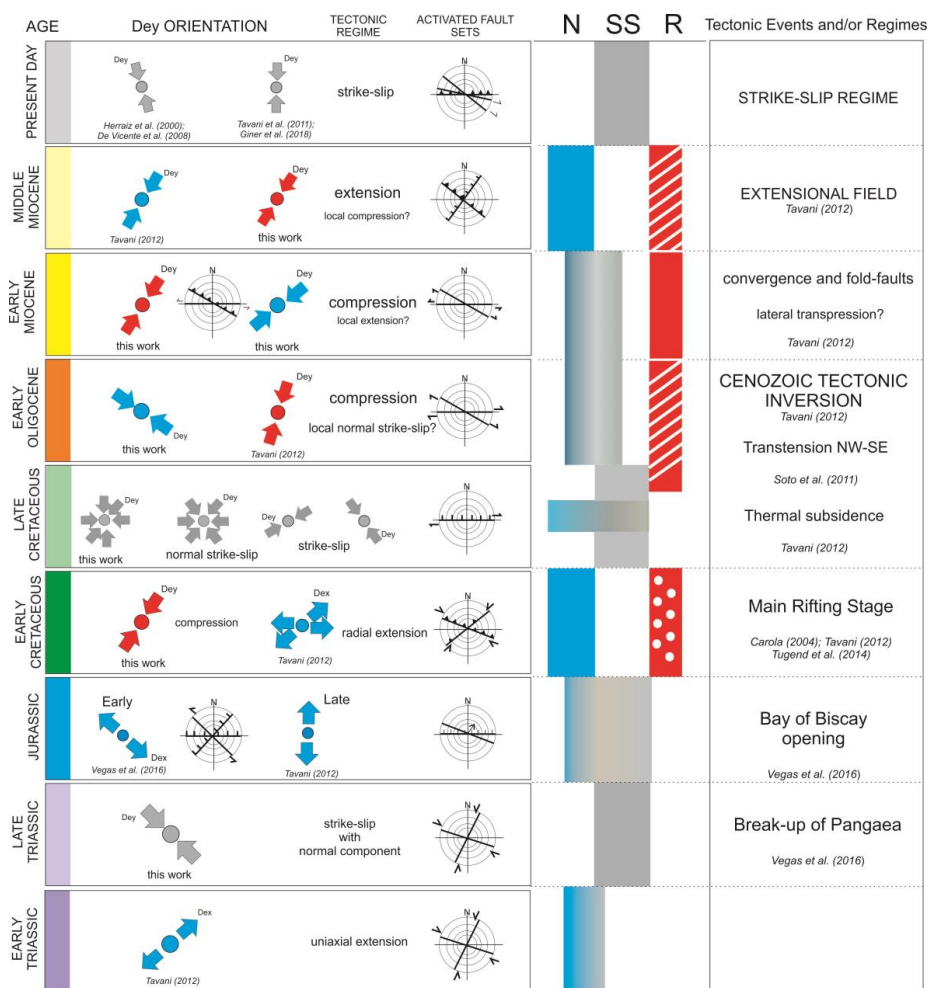 AGE
Dey ORIENTATION
TECTONIC
REGIME
ACTIVATED FAULT
SETS
N
SS
R
Tectonic Events and/or Regimes
PRESENT DAY
Dey
Herraiz et al. (2000);
De Vicente et al. (2008)
Dey
Tavani et al. (2011);
Giner et al. (2018)
strike-slip
N
?
?
STRIKE-SLIP REGIME
MIDDLE
MIOCENE
Dey
Tavani (2012)
Dey
this work
extension
local compression?
N
EXTENSIONAL FIELD
Tavani (2012)
EARLY
MIOCENE
Dey
this work
N
Dey
this work
compression
local extension?
N
convergence and fold-faults
lateral transpression?
Tavani (2012)
EARLY
OLIGOCENE
Dey
this work
Dey
Tavani (2012)
compression
local normal strike-slip?
N
CENOZOIC TECTONIC
INVERSION
Tavani (2012)
Transtension NW-SE
Soto et al. (2011)
LATE
CRETACEOUS
Dey
this work
Dey
normal strike-slip
Dey
strike-slip
Dey
N
Thermal subsidence
Tavani (2012)
EARLY
CRETACEOUS
Dey
this work
compression
Dex
Tavani (2012)
radial extension
N
Main Rifting Stage
Carola (2004); Tavani (2012)
Tugend et al. (2014)
JURASSIC
Early
Dex
Vegas et al. (2016)
N
Late
Tavani (2012)
N
Bay of Biscay
opening
Vegas et al. (2016)
LATE
TRIASSIC
Dey
this work
strike-slip
with
normal component
N
Break-up of Pangaea
Vegas et al. (2016)
EARLY
TRIASSIC
Dex
Tavani (2012)
uniaxial extension
N